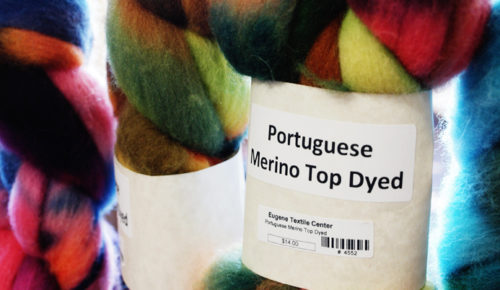 Portuguese
Merino Top Dyed
Eugene Textile Center
Portuguese Merino Top Dyed
$14.00
# 4552